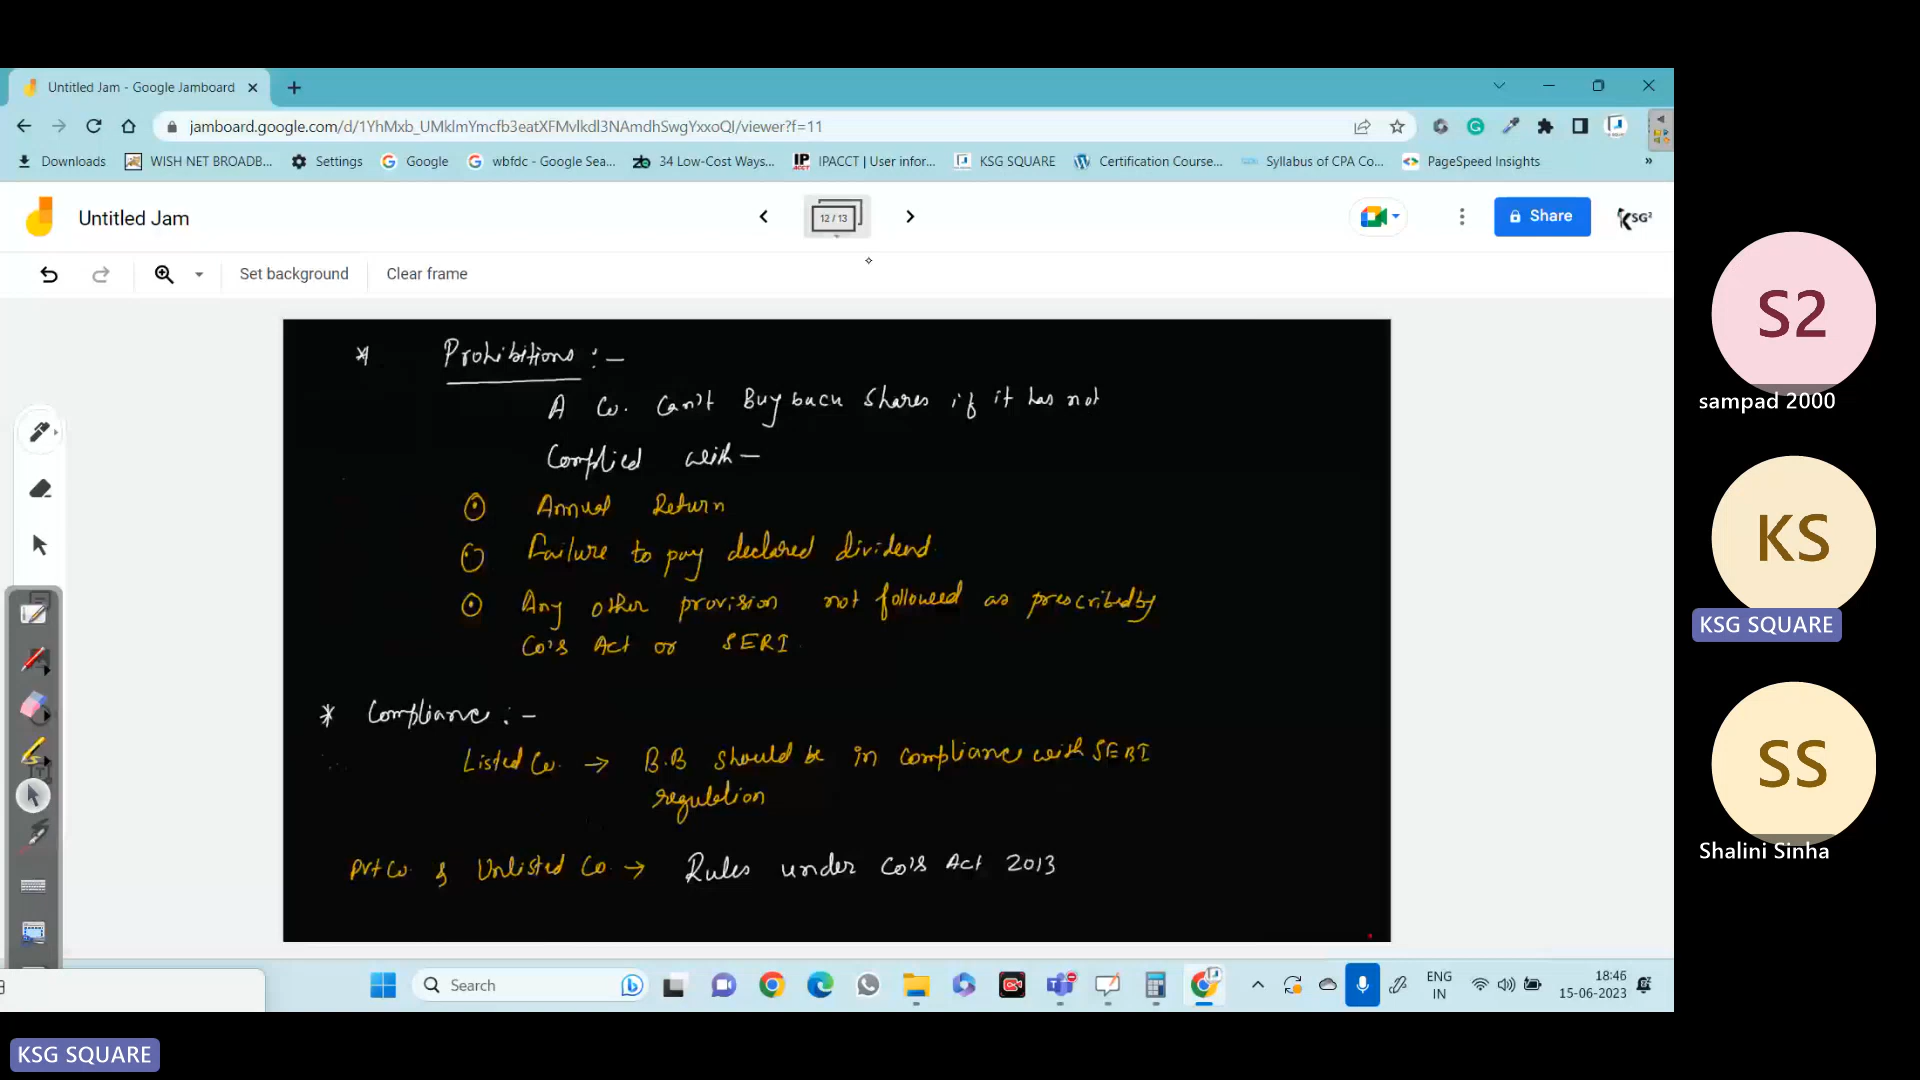 Untitled Jam - Google Jamboard
jamboard.google.com/d/1YhMxb_UMklmYmcfb3eatXFMvlkdl3NAmdhSwgYxxoQI/viewer?f=11
Downloads WISH NET BROADB... Settings Google wbfdc - Google Sea... 34 Low-Cost Ways... IPACCT | User infor... KSG SQUARE Certification Course... Syllabus of CPA Co... PageSpeed Insights »
Untitled Jam
12 / 13
Share
KSG²
Set background Clear frame
* Prohibitions :-
A Co. Can't Buyback Shares if it has not
Complied with -
Annual Return
Failure to pay declared dividend
Any other provision not followed as prescribed by
Co's Act or SEBI
* Compliance :-
Listed Co. → B.B should be in compliance with SEBI
regulation
Pvt Co. & Unlisted Co. → Rules under Co's Act 2013
S2
sampad 2000
KS
KSG SQUARE
SS
Shalini Sinha
Search
ENG
IN
18:46
15-06-2023
KSG SQUARE